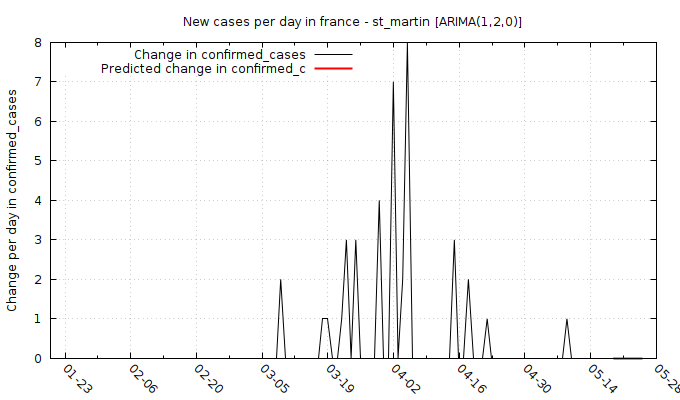 New cases per day in france - st_martin [ARIMA(1,2,0)]
Change in confirmed_cases
Predicted change in confirmed_c
Change per day in confirmed_cases
8
7
6
5
4
3
2
1
0
01-23 02-06 02-20 03-05 03-19 04-02 04-16 04-30 05-14 05-28